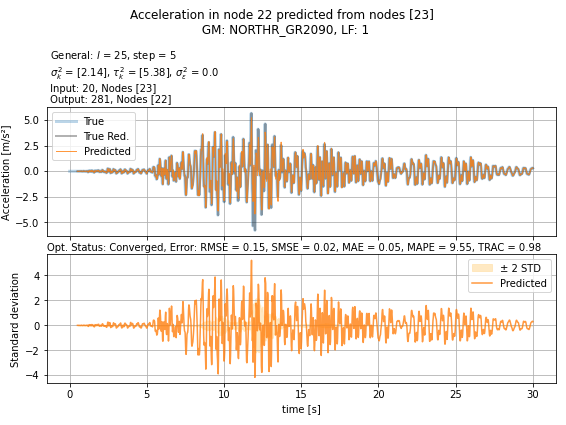 Acceleration in node 22 predicted from nodes [23]
GM: NORTHR_GR2090, LF: 1
General: l = 25, step = 5
σ²ₖ = [2.14], τ²ₖ = [5.38], σ²ε = 0.0
Input: 20, Nodes [23]
Output: 281, Nodes [22]
Acceleration [m/s²]
5.0
2.5
0.0
−2.5
−5.0
True
True Red.
Predicted
Opt. Status: Converged, Error: RMSE = 0.15, SMSE = 0.02, MAE = 0.05, MAPE = 9.55, TRAC = 0.98
Standard deviation
4
2
0
−2
−4
± 2 STD
Predicted
0 5 10 15 20 25 30
time [s]